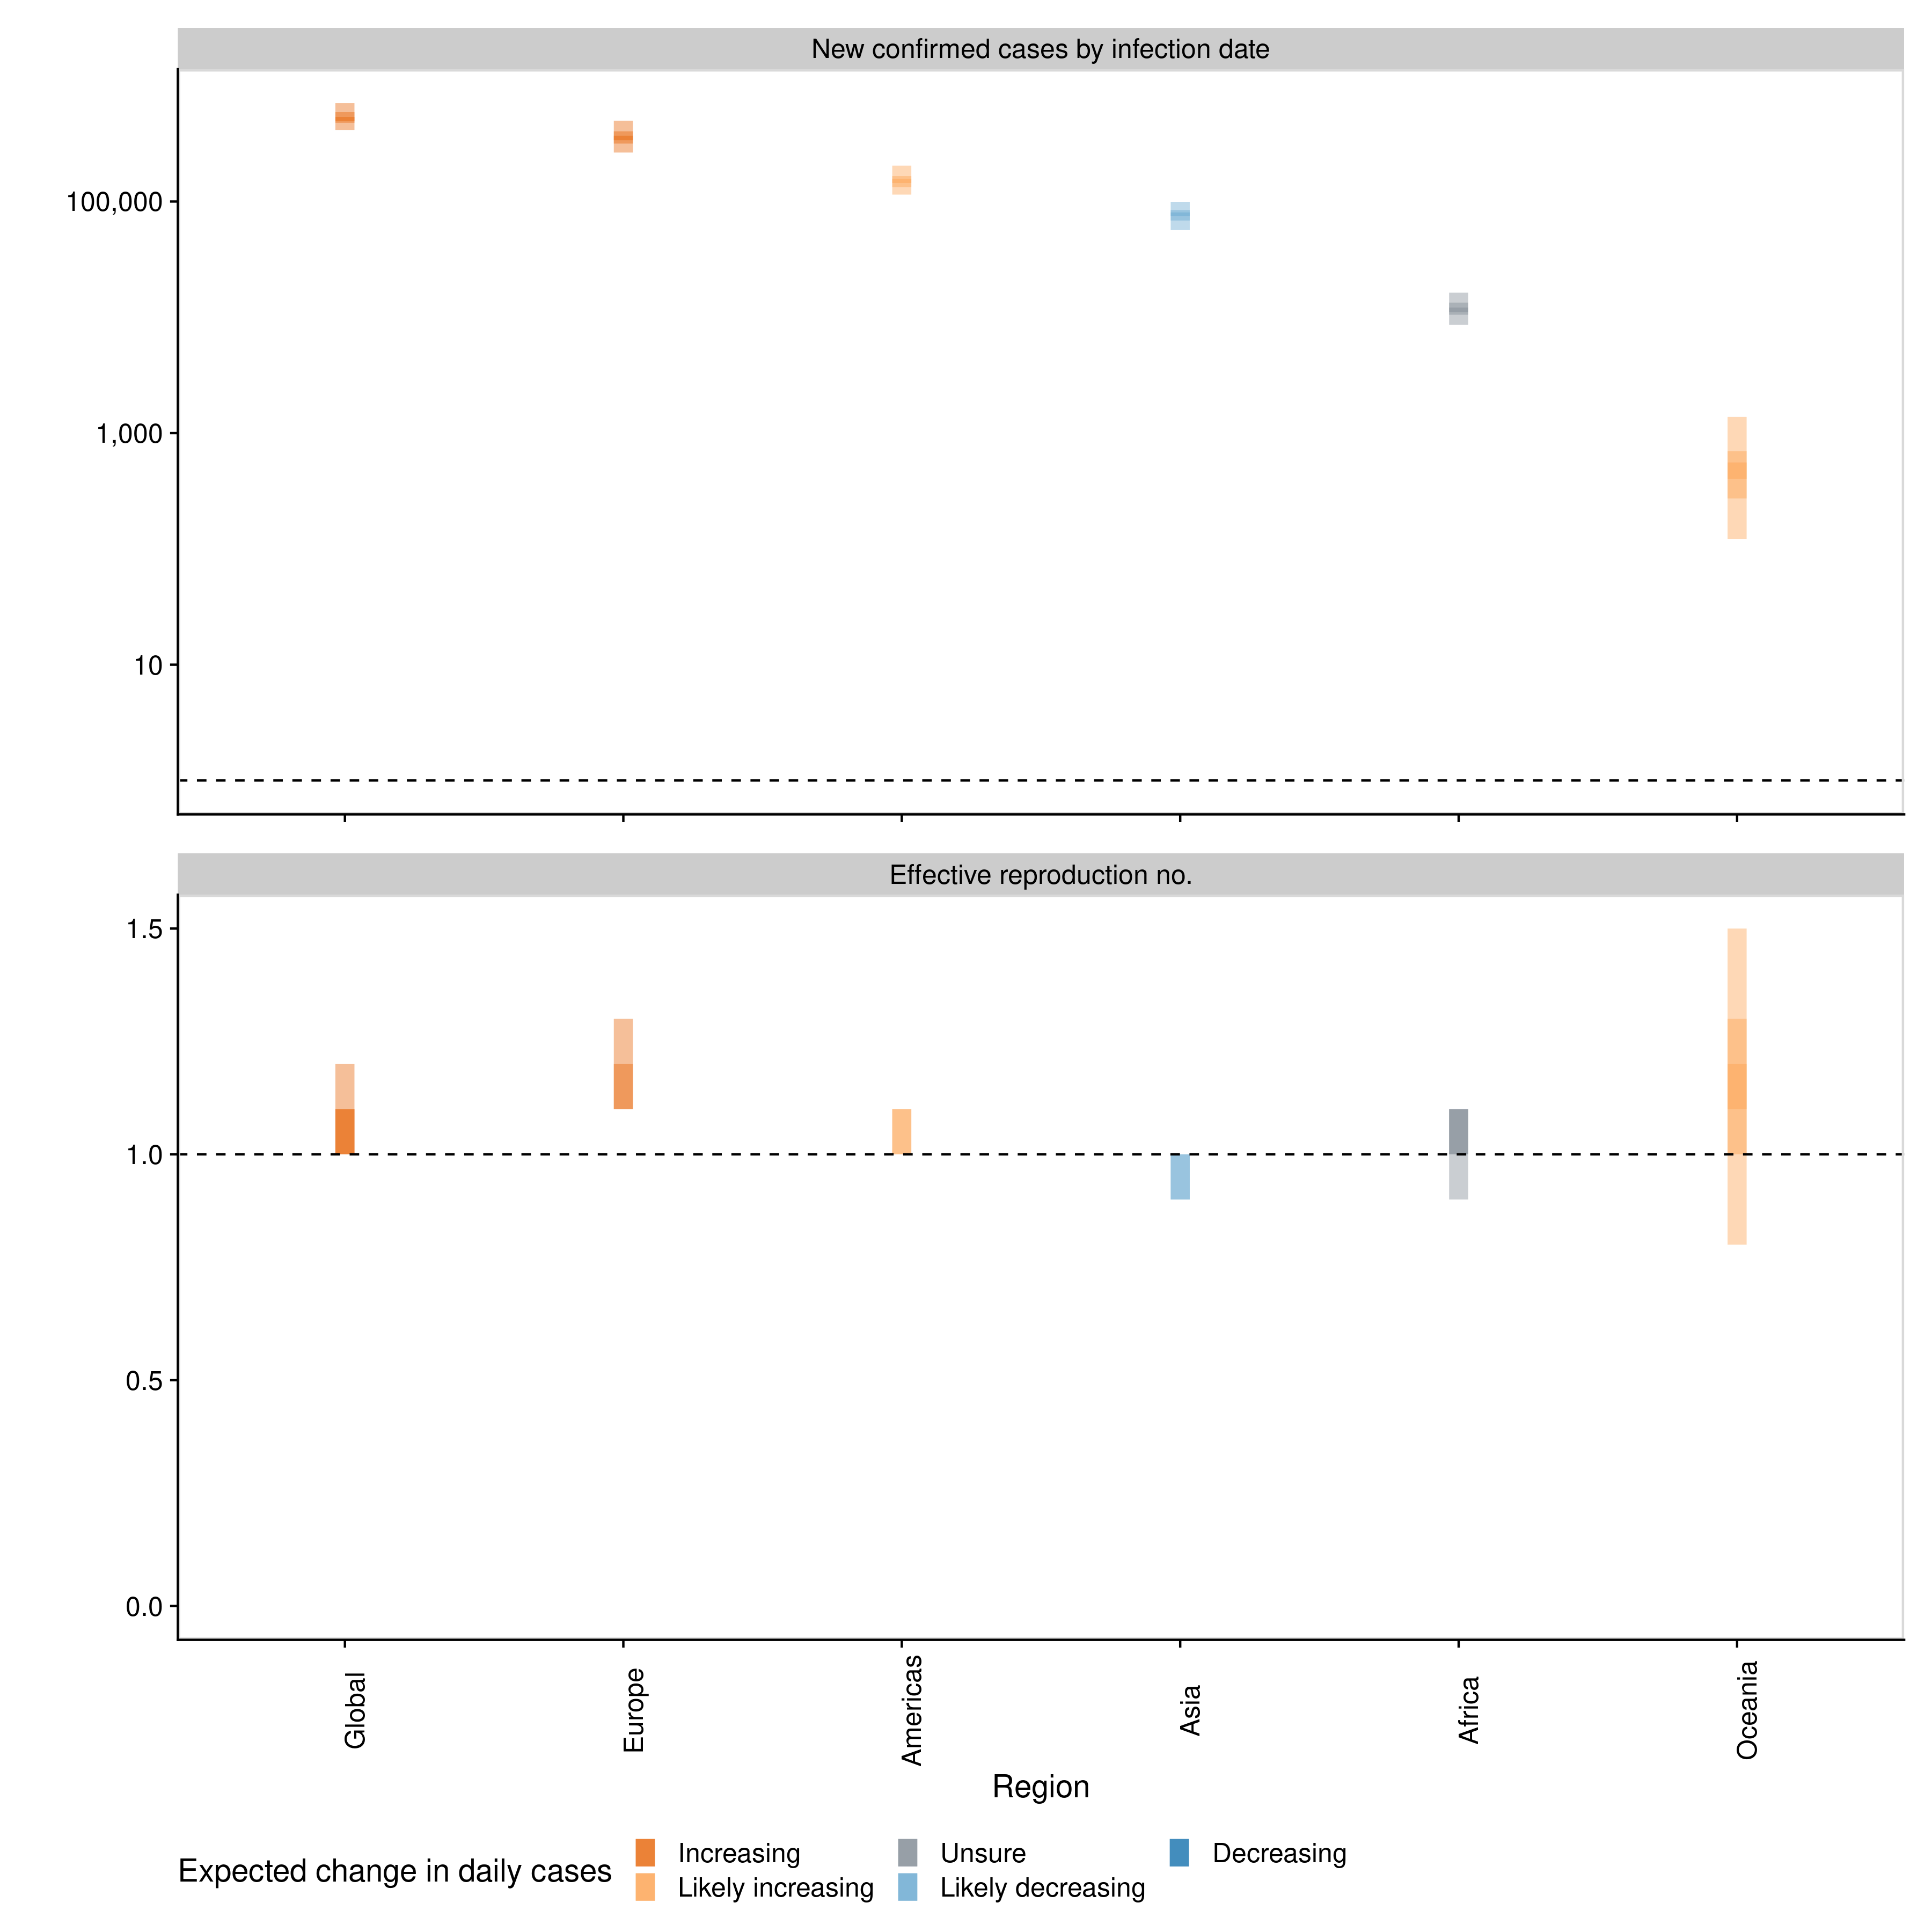 New confirmed cases by infection date
100,000
1,000
10
Effective reproduction no.
1.5
1.0
0.5
0.0
Global
Europe
Americas
Asia
Africa
Oceania
Region
Expected change in daily cases
Increasing
Likely increasing
Unsure
Likely decreasing
Decreasing